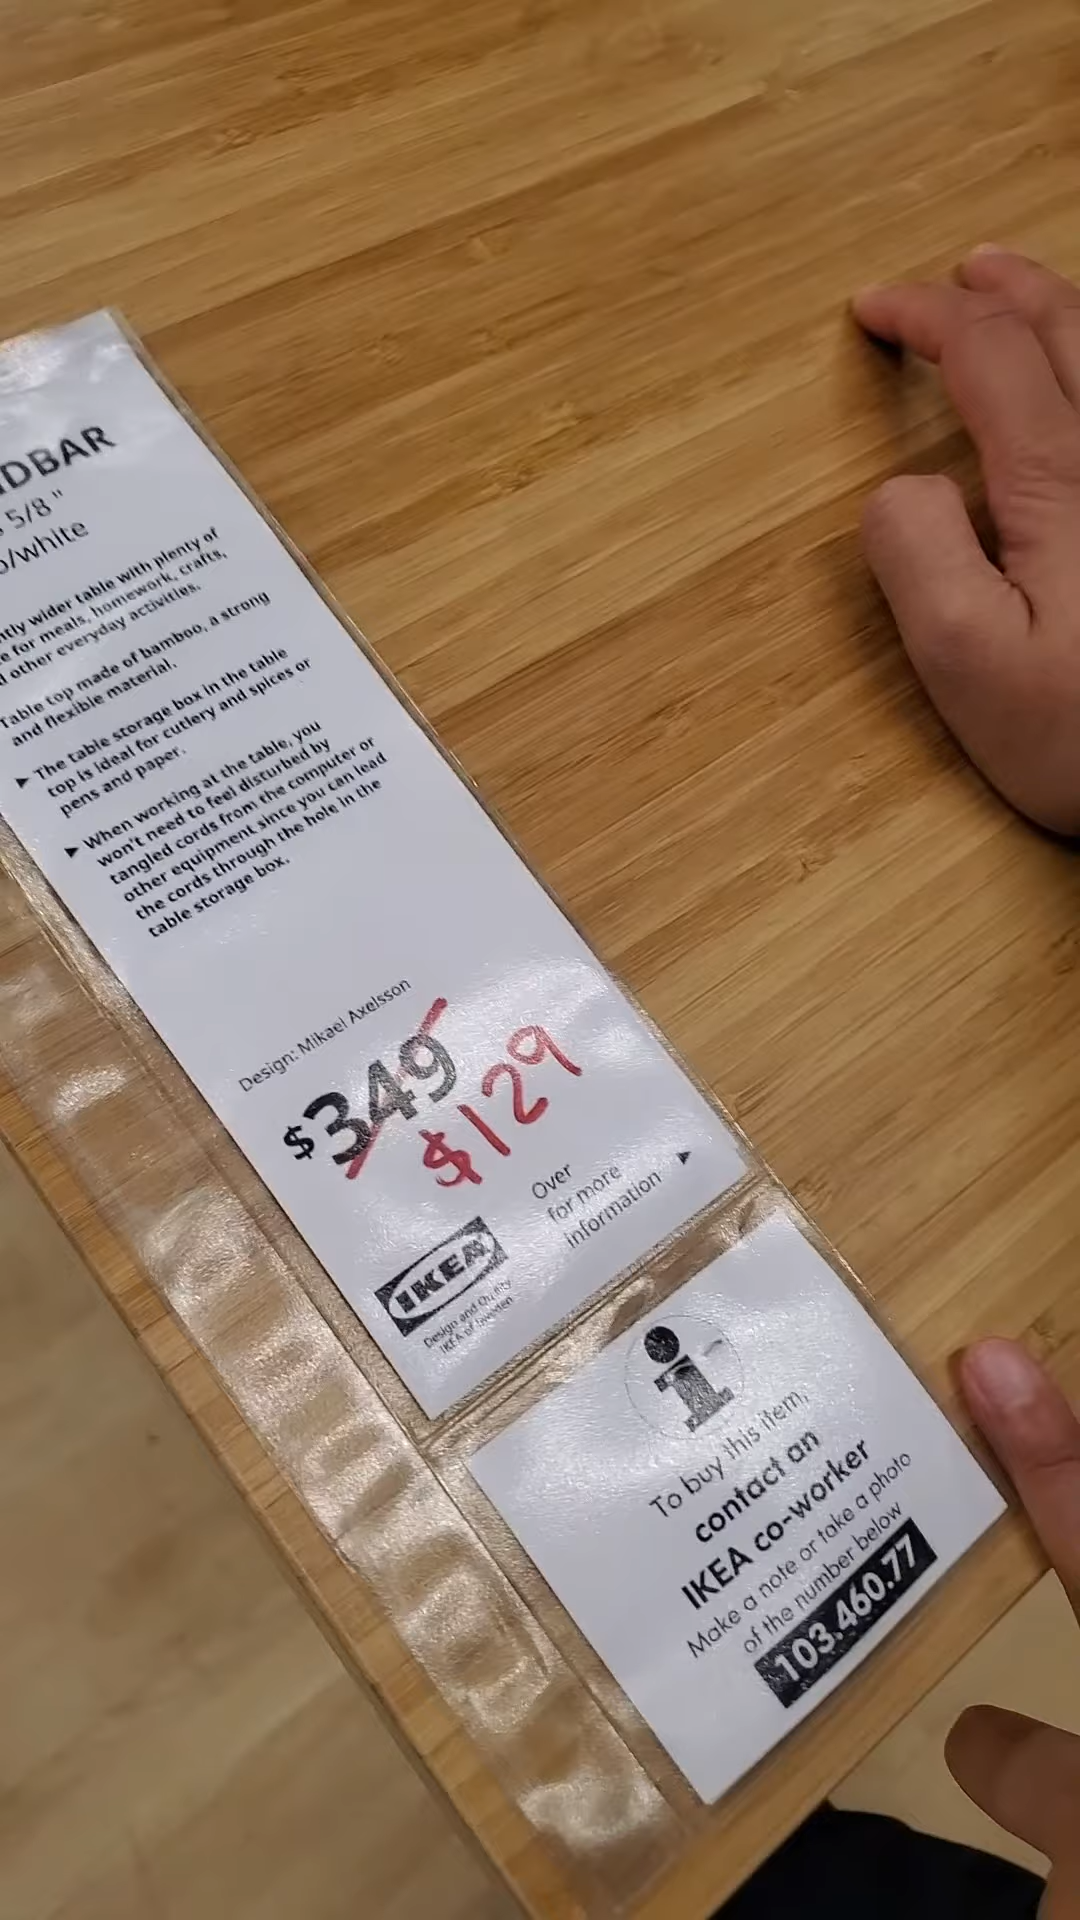 DBAR
5/8 "
/white
wider table with plenty of
for meals, homework, crafts,
other everyday activities.
Table top made of bamboo, a strong
and flexible material.
► The table storage box in the table
top is ideal for cutlery and spices or
pens and paper.
► When working at the table, you
won't need to feel disturbed by
tangled cords from the computer or
other equipment since you can lead
the cords through the hole in the
table storage box.
Design: Mikael Axelsson
$349
$129
Over
for more
information ►
IKEA
Design and Quality
IKEA of Sweden
i
To buy this item,
contact an
IKEA co-worker
Make a note or take a photo
of the number below
103.460.77